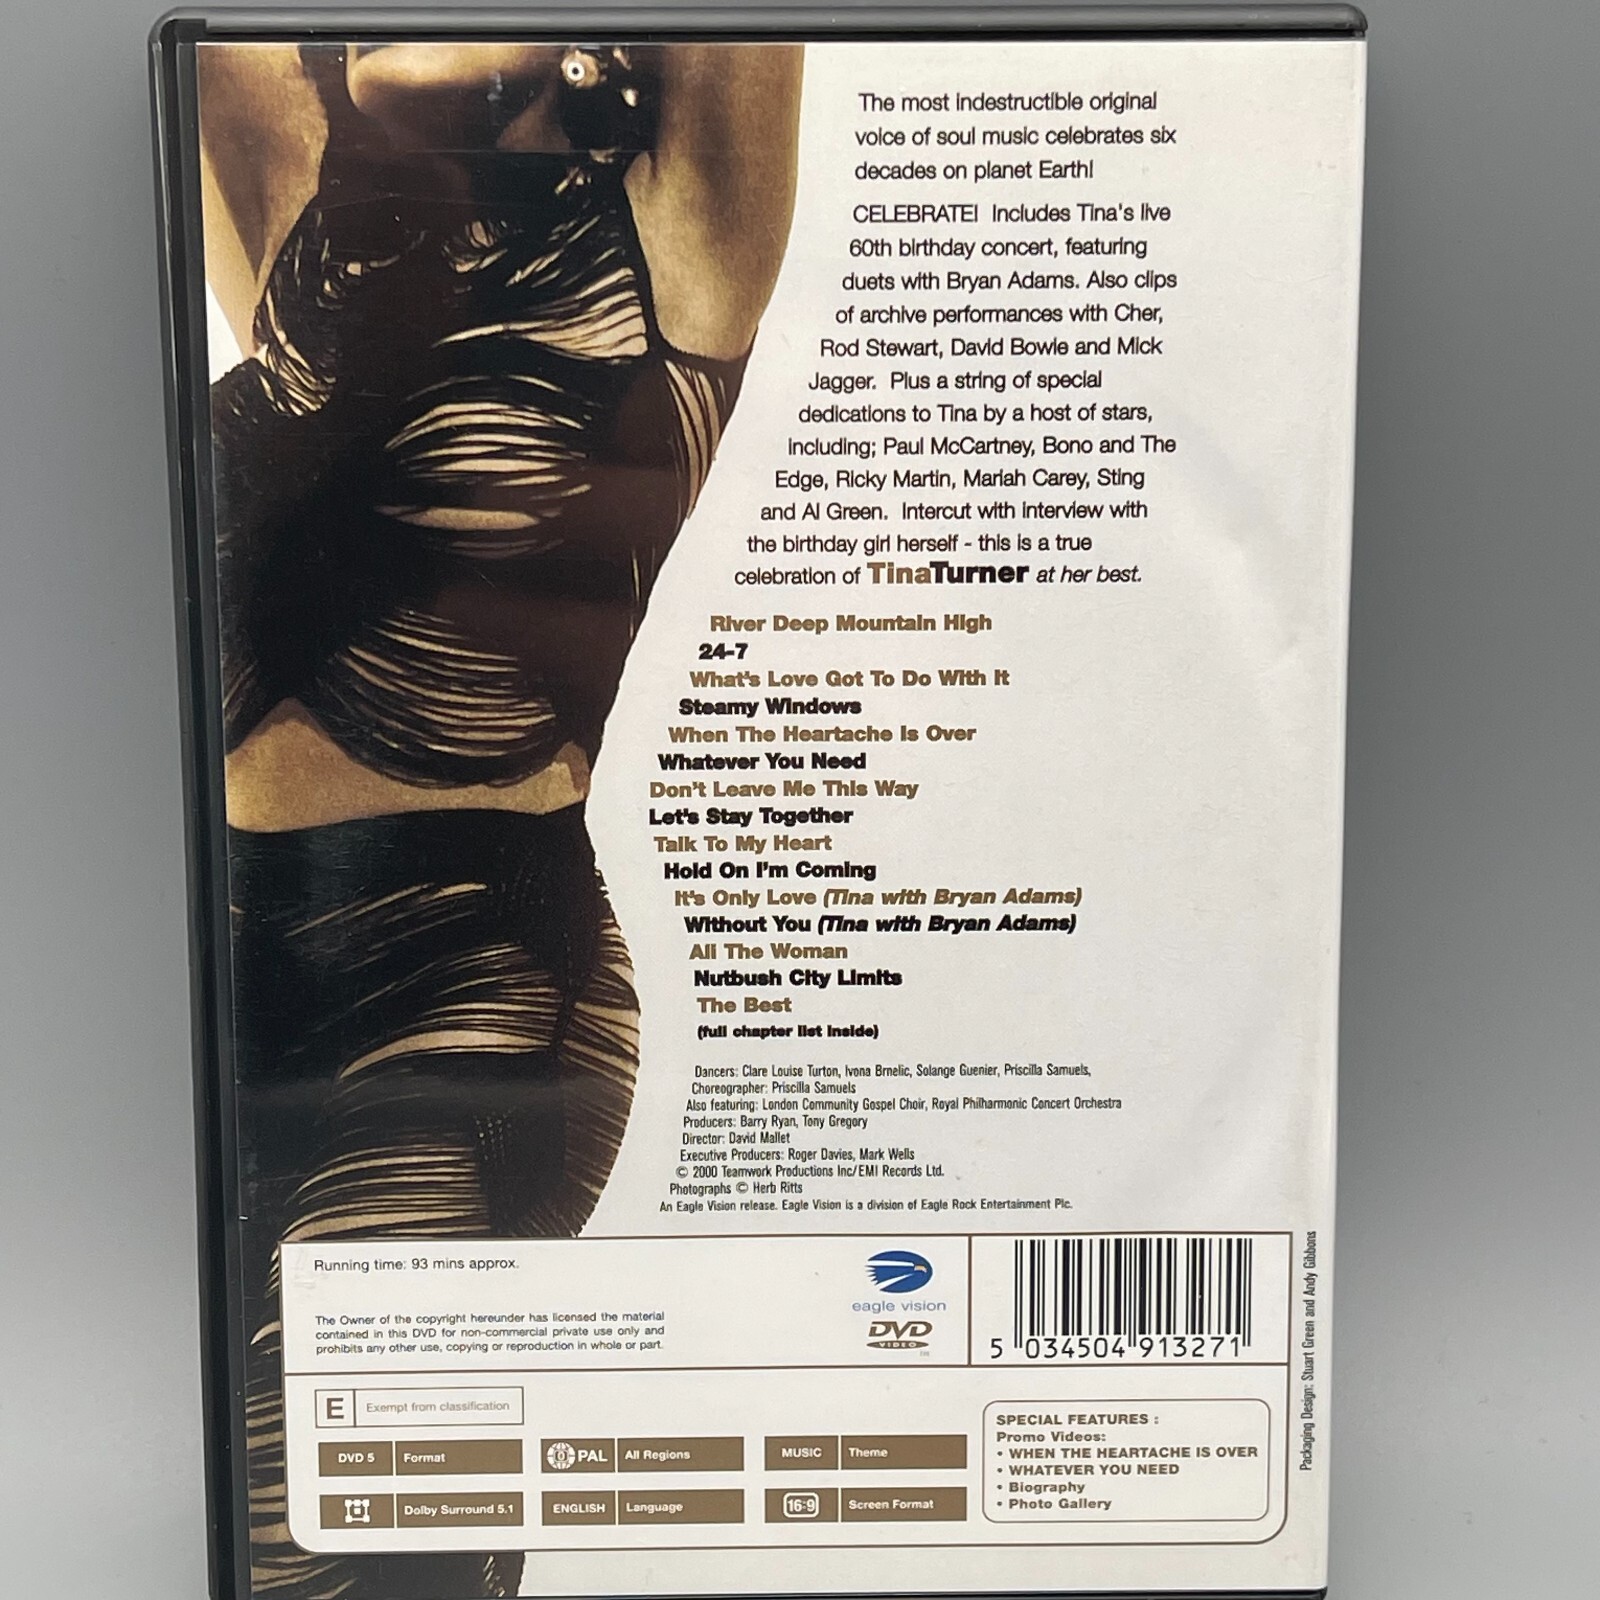 The most indestructible original
voice of soul music celebrates six
decades on planet Earth!
CELEBRATE! Includes Tina's live
60th birthday concert, featuring
duets with Bryan Adams. Also clips
of archive performances with Cher,
Rod Stewart, David Bowie and Mick
Jagger. Plus a string of special
dedications to Tina by a host of stars,
including; Paul McCartney, Bono and The
Edge, Ricky Martin, Mariah Carey, Sting
and Al Green. Intercut with interview with
the birthday girl herself - this is a true
celebration of TinaTurner at her best.
River Deep Mountain High
24-7
What's Love Got To Do With It
Steamy Windows
When The Heartache Is Over
Whatever You Need
Don't Leave Me This Way
Let's Stay Together
Talk To My Heart
Hold On I'm Coming
It's Only Love (Tina with Bryan Adams)
Without You (Tina with Bryan Adams)
All The Woman
Nutbush City Limits
The Best
(full chapter list inside)
Dancers: Clare Louise Turton, Ivona Brnelic, Solange Guenier, Priscilla Samuels,
Choreographer: Priscilla Samuels
Also featuring: London Community Gospel Choir, Royal Philharmonic Concert Orchestra
Producers: Barry Ryan, Tony Gregory
Director: David Mallet
Executive Producers: Roger Davies, Mark Wells
© 2000 Teamwork Productions Inc/EMI Records Ltd.
Photographs © Herb Ritts
An Eagle Vision release. Eagle Vision is a division of Eagle Rock Entertainment Plc.
Running time: 93 mins approx.
The Owner of the copyright hereunder has licensed the material
contained in this DVD for non-commercial private use only and
prohibits any other use, copying or reproduction in whole or part.
eagle vision
DVD
VIDEO
TM
5 034504 913271
Packaging Design: Stuart Green and Andy Gibbons
E Exempt from classification
DVD 5 Format
0 PAL All Regions
MUSIC Theme
Dolby Surround 5.1
ENGLISH Language
16:9 Screen Format
SPECIAL FEATURES :
Promo Videos:
• WHEN THE HEARTACHE IS OVER
• WHATEVER YOU NEED
• Biography
• Photo Gallery